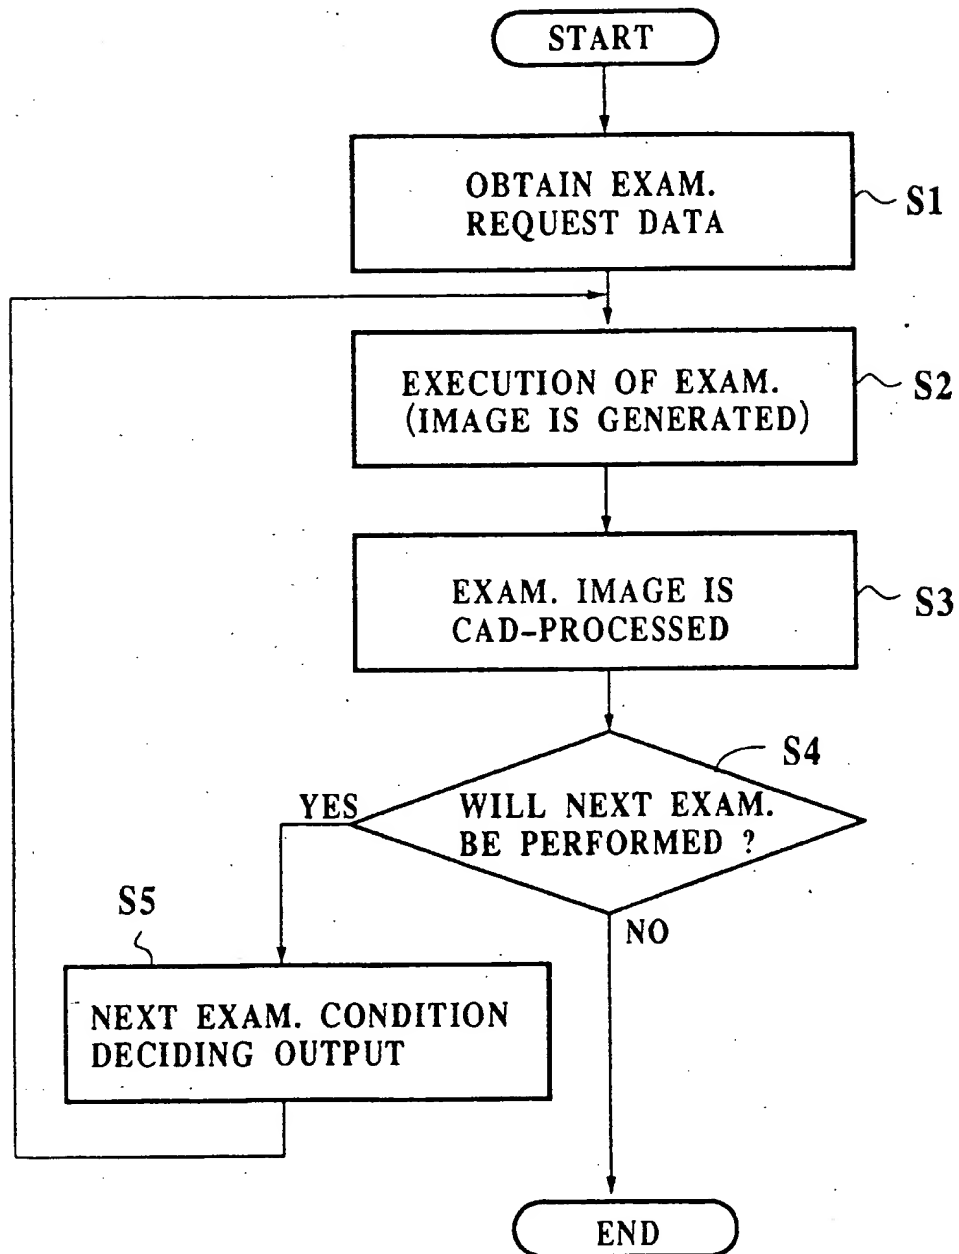 START
OBTAIN EXAM.
REQUEST DATA
S1
EXECUTION OF EXAM.
(IMAGE IS GENERATED)
S2
EXAM. IMAGE IS
CAD-PROCESSED
S3
S4
YES
WILL NEXT EXAM.
BE PERFORMED ?
NO
S5
NEXT EXAM. CONDITION
DECIDING OUTPUT
END